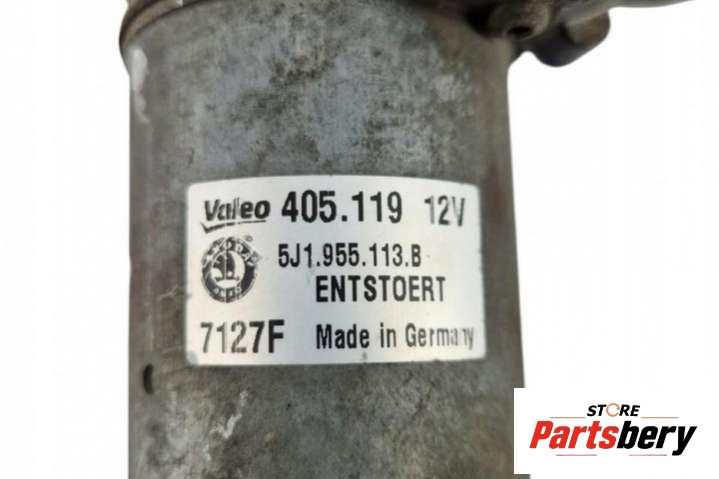 Valeo 405.119 12V
5J1.955.113.B
ENTSTOERT
7127F Made in Germany
STORE
Partsbery